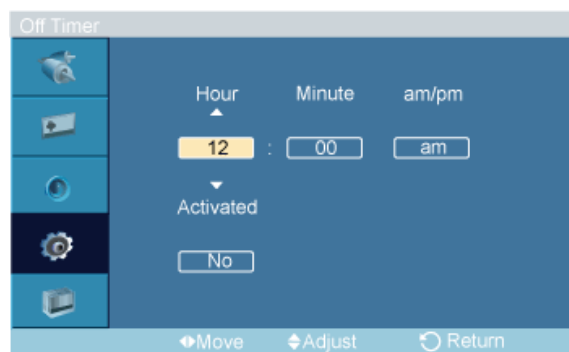 Off Timer
Hour Minute am/pm
12 : 00 am
Activated
No
Move Adjust Return